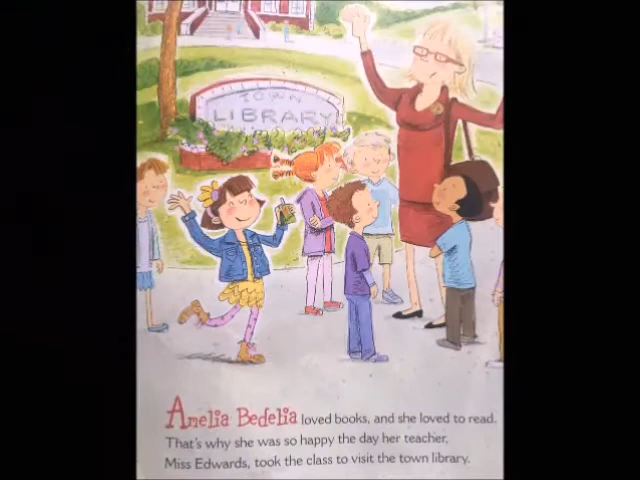 TOWN
LIBRARY
Amelia Bedelia loved books, and she loved to read.
That's why she was so happy the day her teacher,
Miss Edwards, took the class to visit the town library.